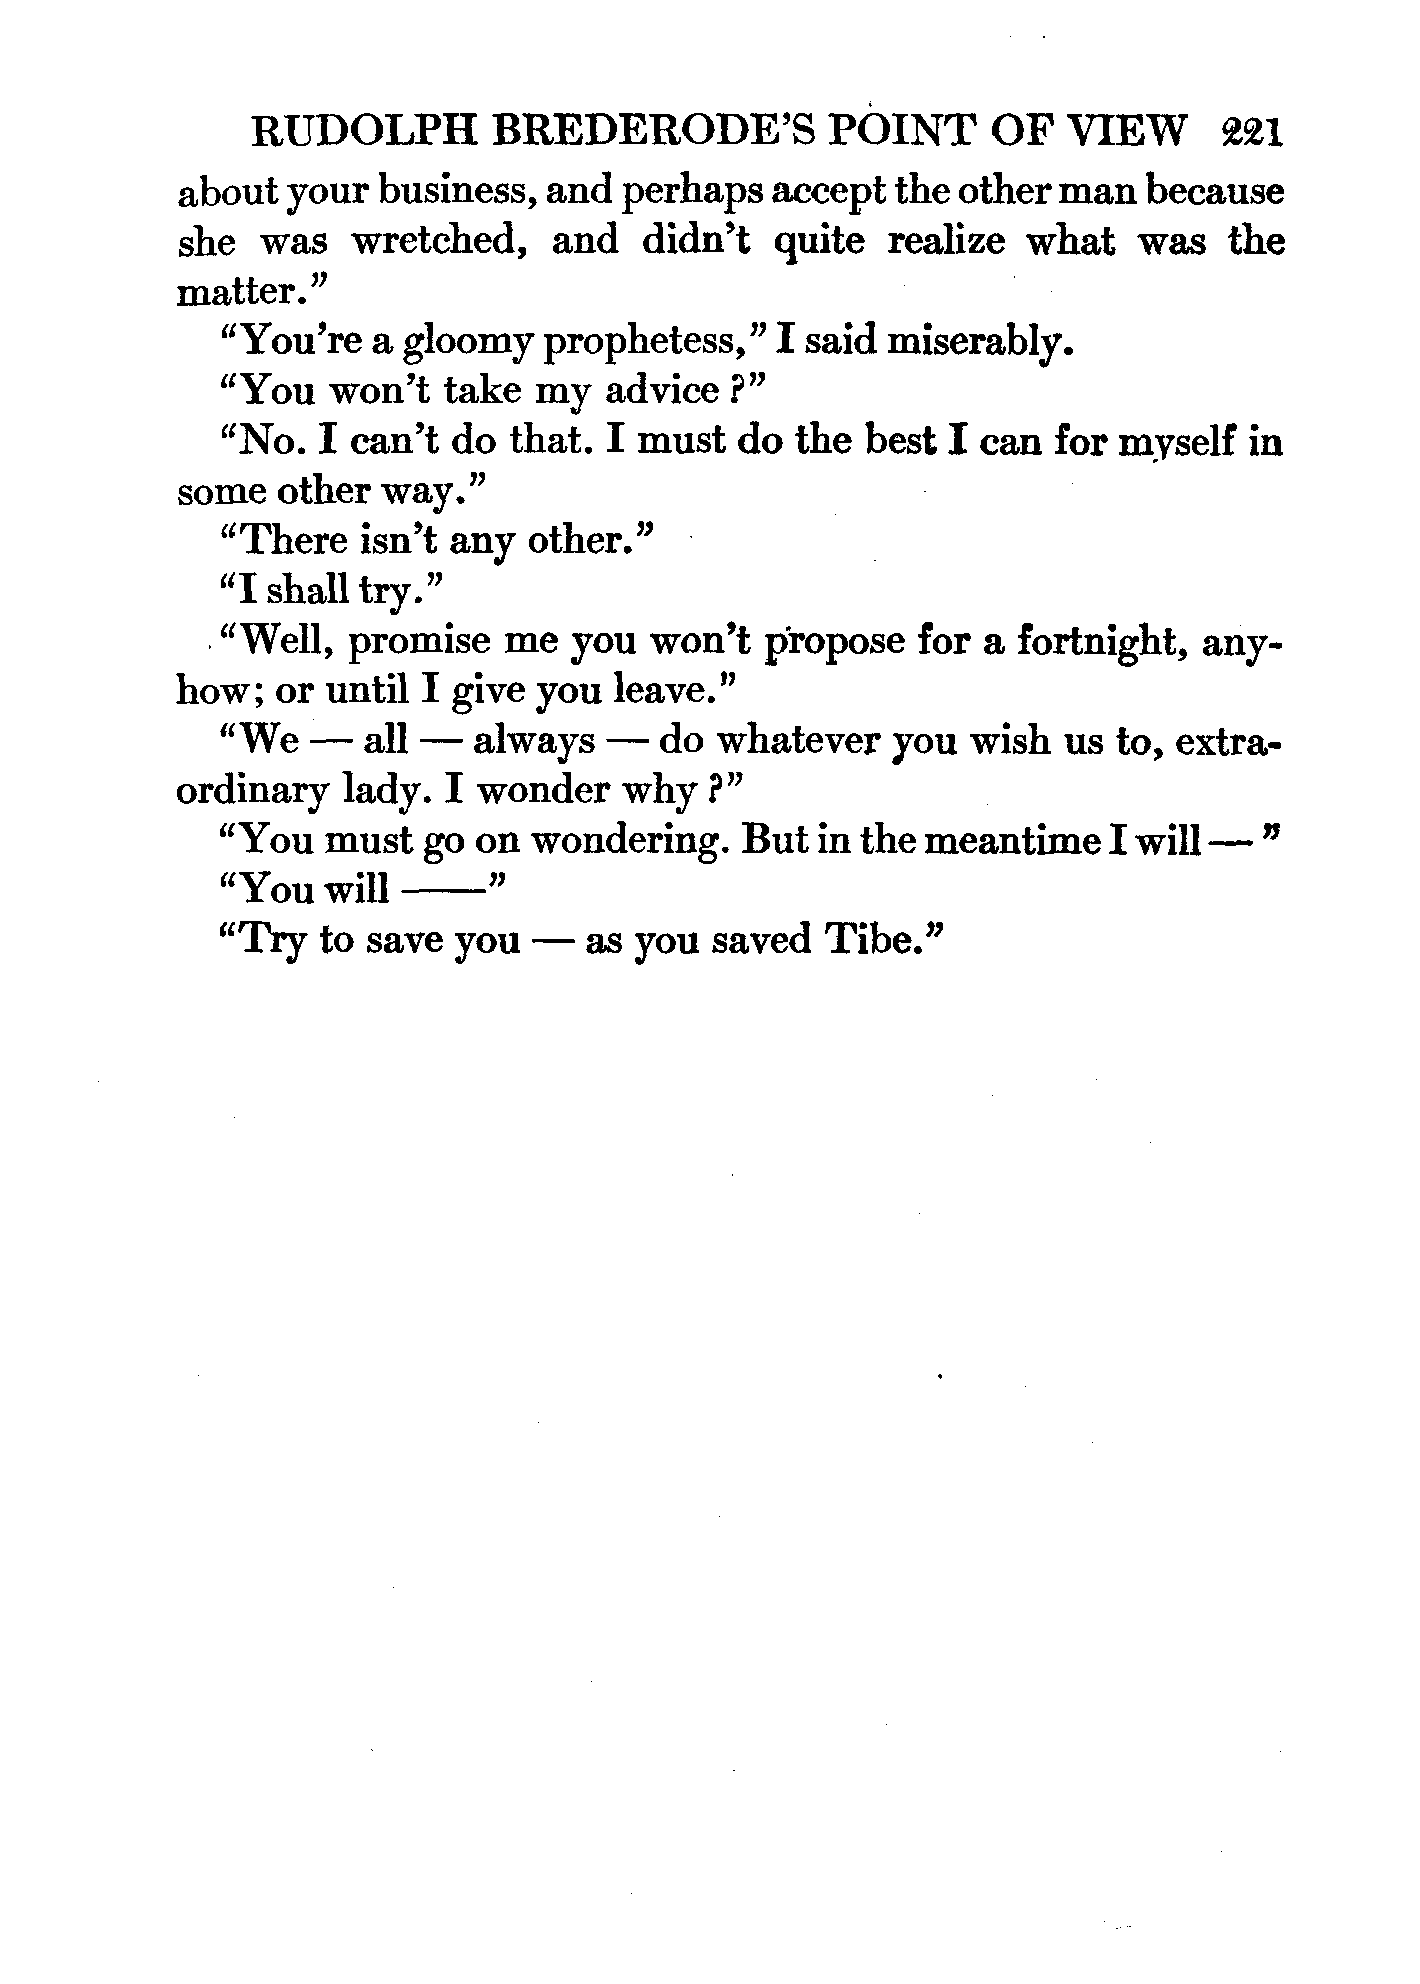 RUDOLPH BREDERODE'S POINT OF VIEW 221
about your business, and perhaps accept the other man because
she was wretched, and didn't quite realize what was the
matter."
"You're a gloomy prophetess," I said miserably.
"You won't take my advice?"
"No. I can't do that. I must do the best I can for myself in
some other way."
"There isn't any other."
"I shall try."
"Well, promise me you won't propose for a fortnight, any-
how; or until I give you leave."
"We — all — always — do whatever you wish us to, extra-
ordinary lady. I wonder why?"
"You must go on wondering. But in the meantime I will — "
"You will ——"
"Try to save you — as you saved Tibe."